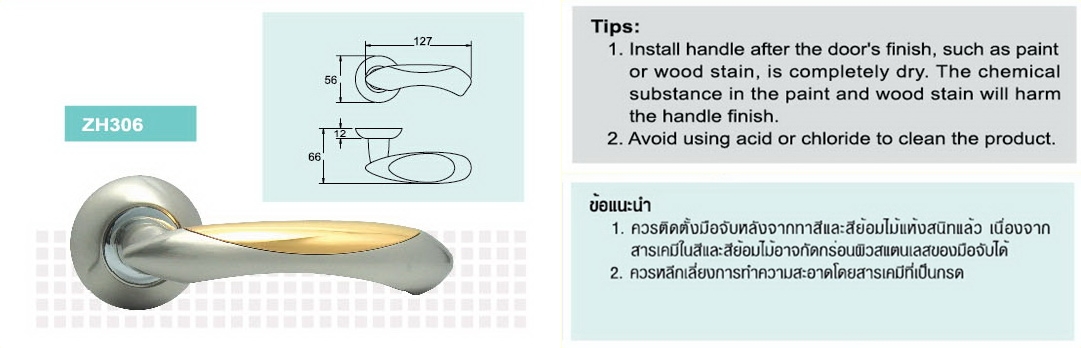 127
56
12
66
ZH306
Tips:
1. Install handle after the door's finish, such as paint
or wood stain, is completely dry. The chemical
substance in the paint and wood stain will harm
the handle finish.
2. Avoid using acid or chloride to clean the product.
ข้อแนะนำ
1. ควรติดตั้งมือจับหลังจากทาสีและสีย้อมไม้แห้งสนิทแล้ว เนื่องจาก
สารเคมีในสีและสีย้อมไม้อาจกัดกร่อนผิวสแตนเลสของมือจับได้
2. ควรหลีกเลี่ยงการทำความสะอาดโดยสารเคมีที่เป็นกรด